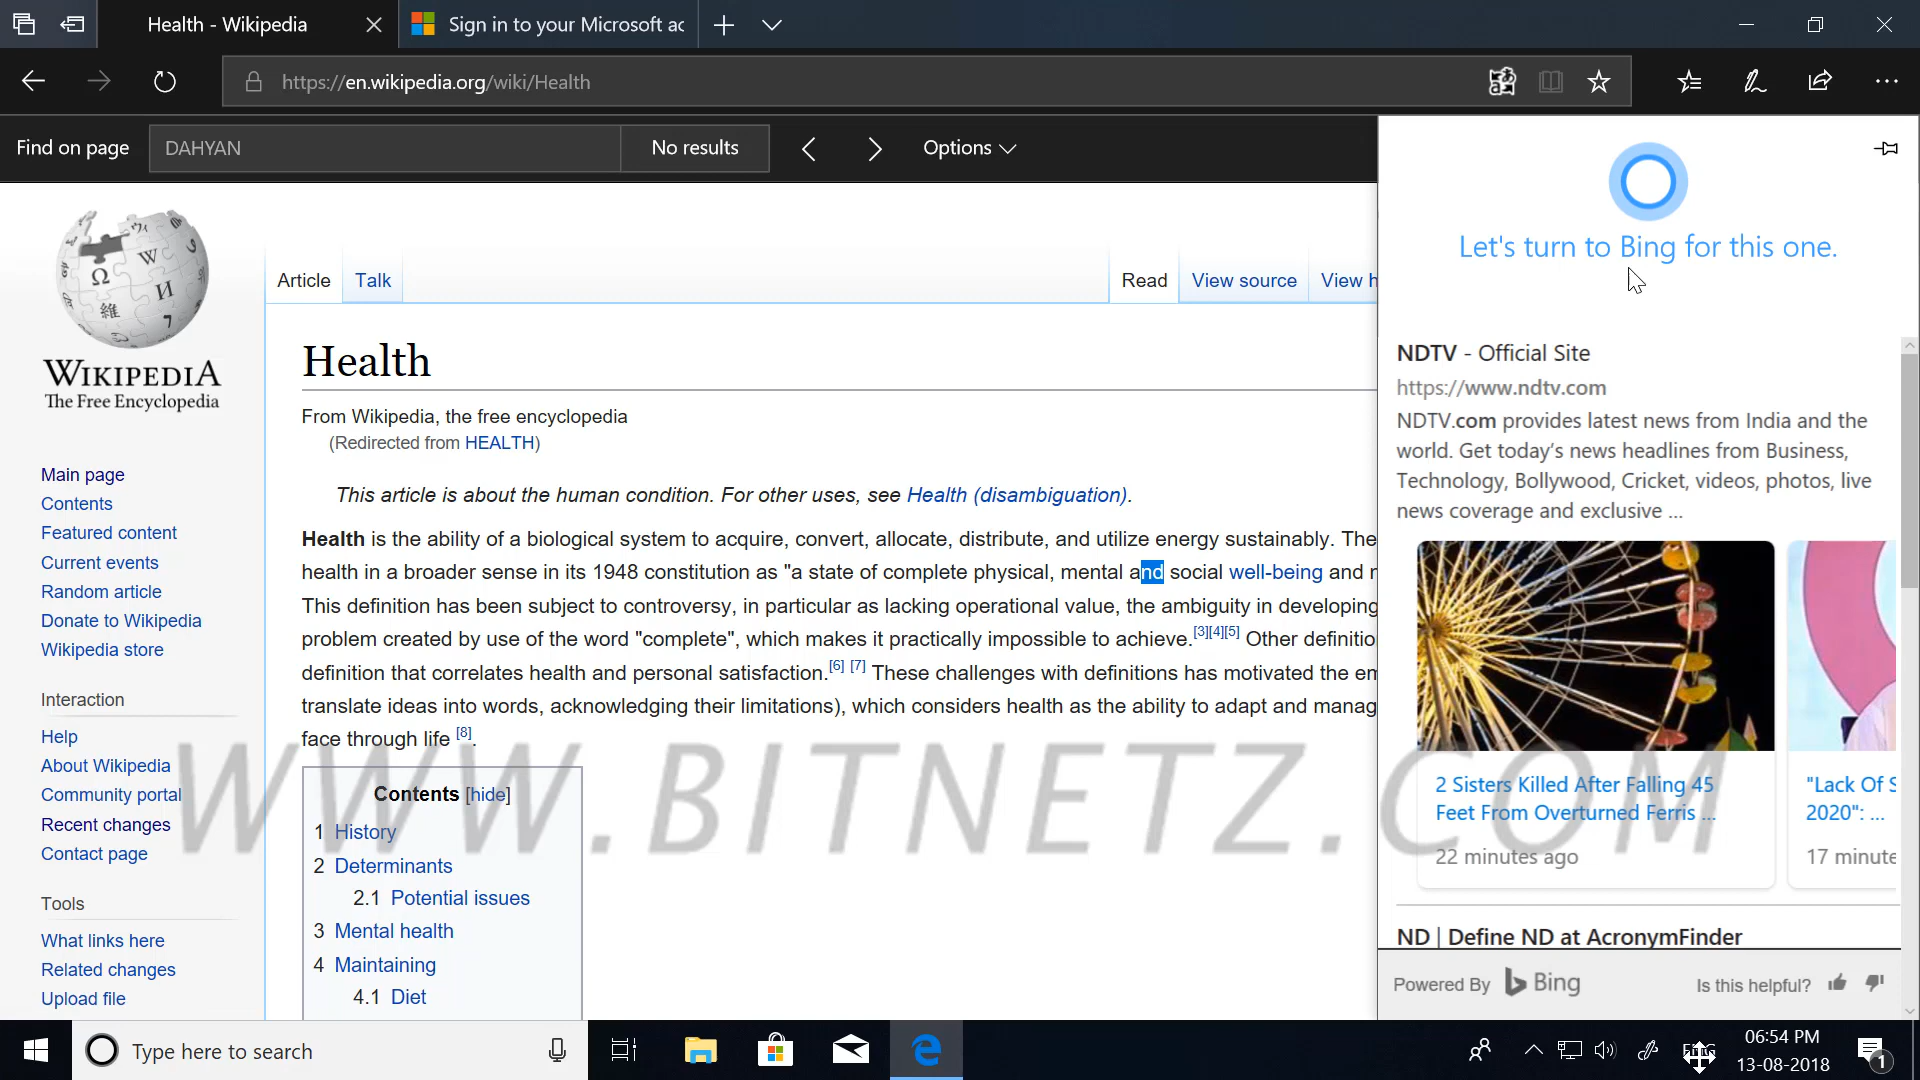 Health - Wikipedia
Sign in to your Microsoft ac
https://en.wikipedia.org/wiki/Health
Find on page
DAHYAN
No results
Options
WIKIPEDIA
The Free Encyclopedia
Main page
Contents
Featured content
Current events
Random article
Donate to Wikipedia
Wikipedia store
Interaction
Help
About Wikipedia
Community portal
Recent changes
Contact page
Tools
What links here
Related changes
Upload file
Article Talk
Read View source View h
Health
From Wikipedia, the free encyclopedia
(Redirected from HEALTH)
This article is about the human condition. For other uses, see Health (disambiguation).
Health is the ability of a biological system to acquire, convert, allocate, distribute, and utilize energy sustainably. The
health in a broader sense in its 1948 constitution as "a state of complete physical, mental and social well-being and
This definition has been subject to controversy, in particular as lacking operational value, the ambiguity in developing
problem created by use of the word "complete", which makes it practically impossible to achieve.[3][4][5] Other definitio
definition that correlates health and personal satisfaction.[6] [7] These challenges with definitions has motivated the em
translate ideas into words, acknowledging their limitations), which considers health as the ability to adapt and manag
face through life [8].
Contents [hide]
1 History
2 Determinants
2.1 Potential issues
3 Mental health
4 Maintaining
4.1 Diet
WWW.BITNETZ.COM
Let's turn to Bing for this one.
NDTV - Official Site
https://www.ndtv.com
NDTV.com provides latest news from India and the
world. Get today's news headlines from Business,
Technology, Bollywood, Cricket, videos, photos, live
news coverage and exclusive ...
2 Sisters Killed After Falling 45
Feet From Overturned Ferris ...
22 minutes ago
"Lack Of S
2020": ...
17 minute
ND | Define ND at AcronymFinder
Powered By Bing
Is this helpful?
Type here to search
06:54 PM
13-08-2018
1